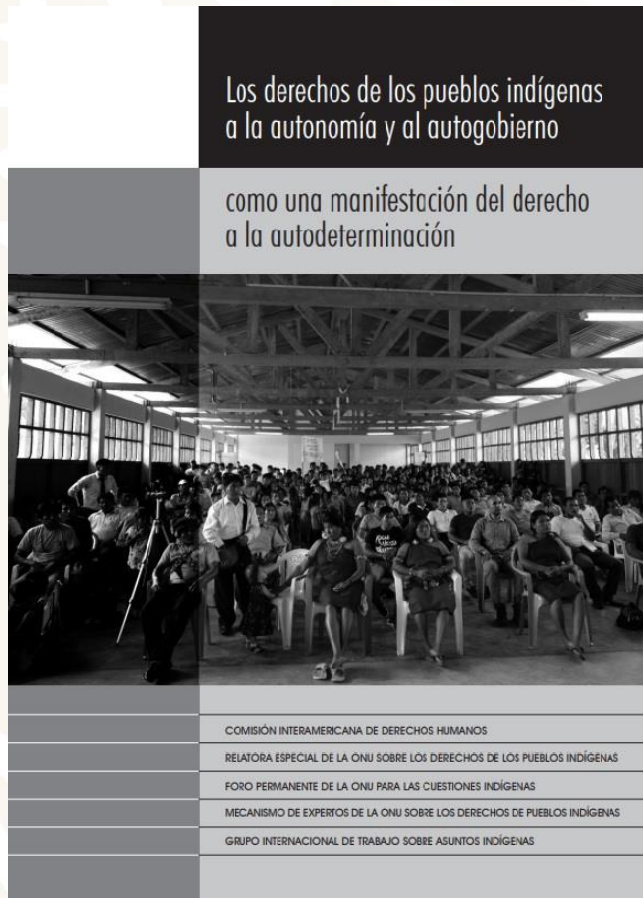 Los derechos de los pueblos indígenas
a la autonomía y al autogobierno
como una manifestación del derecho
a la autodeterminación
COMISIÓN INTERAMERICANA DE DERECHOS HUMANOS
RELATORA ESPECIAL DE LA ONU SOBRE LOS DERECHOS DE LOS PUEBLOS INDÍGENAS
FORO PERMANENTE DE LA ONU PARA LAS CUESTIONES INDÍGENAS
MECANISMO DE EXPERTOS DE LA ONU SOBRE LOS DERECHOS DE PUEBLOS INDÍGENAS
GRUPO INTERNACIONAL DE TRABAJO SOBRE ASUNTOS INDÍGENAS